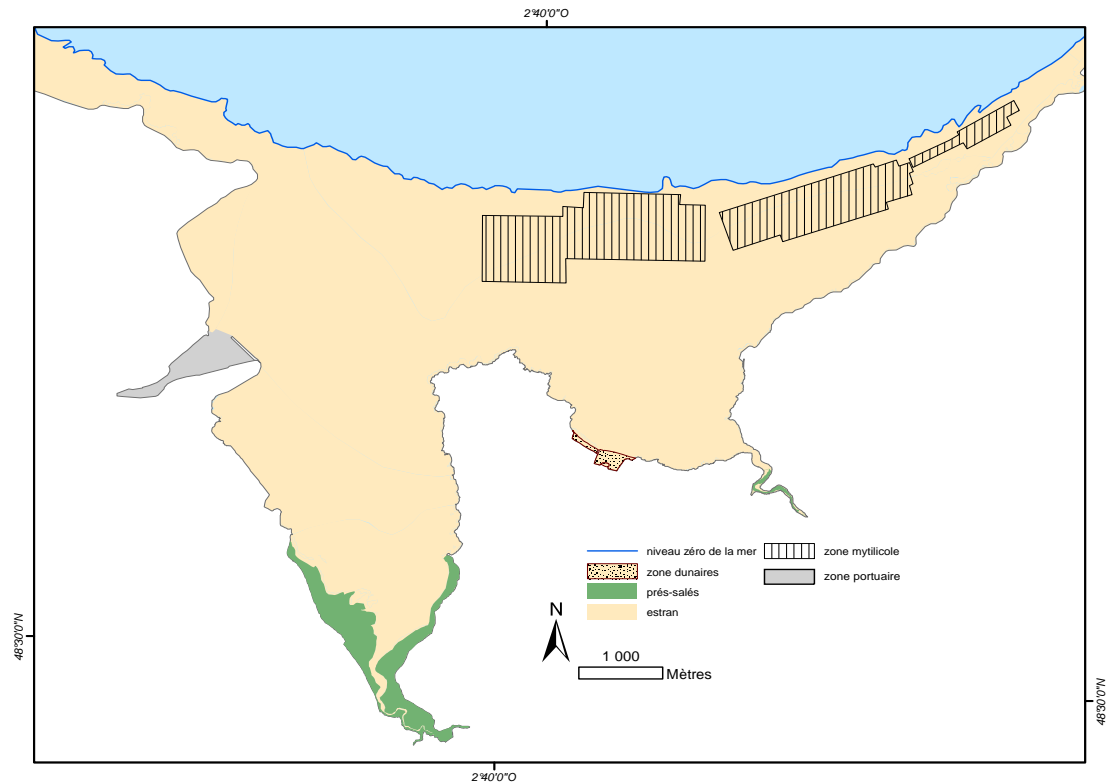 2°40'0"O
niveau zéro de la mer
zone mytilicole
zone dunaires
zone portuaire
prés-salés
estran
N
1 000
Mètres
48°30'0"N
48°30'0"N
2°40'0"O